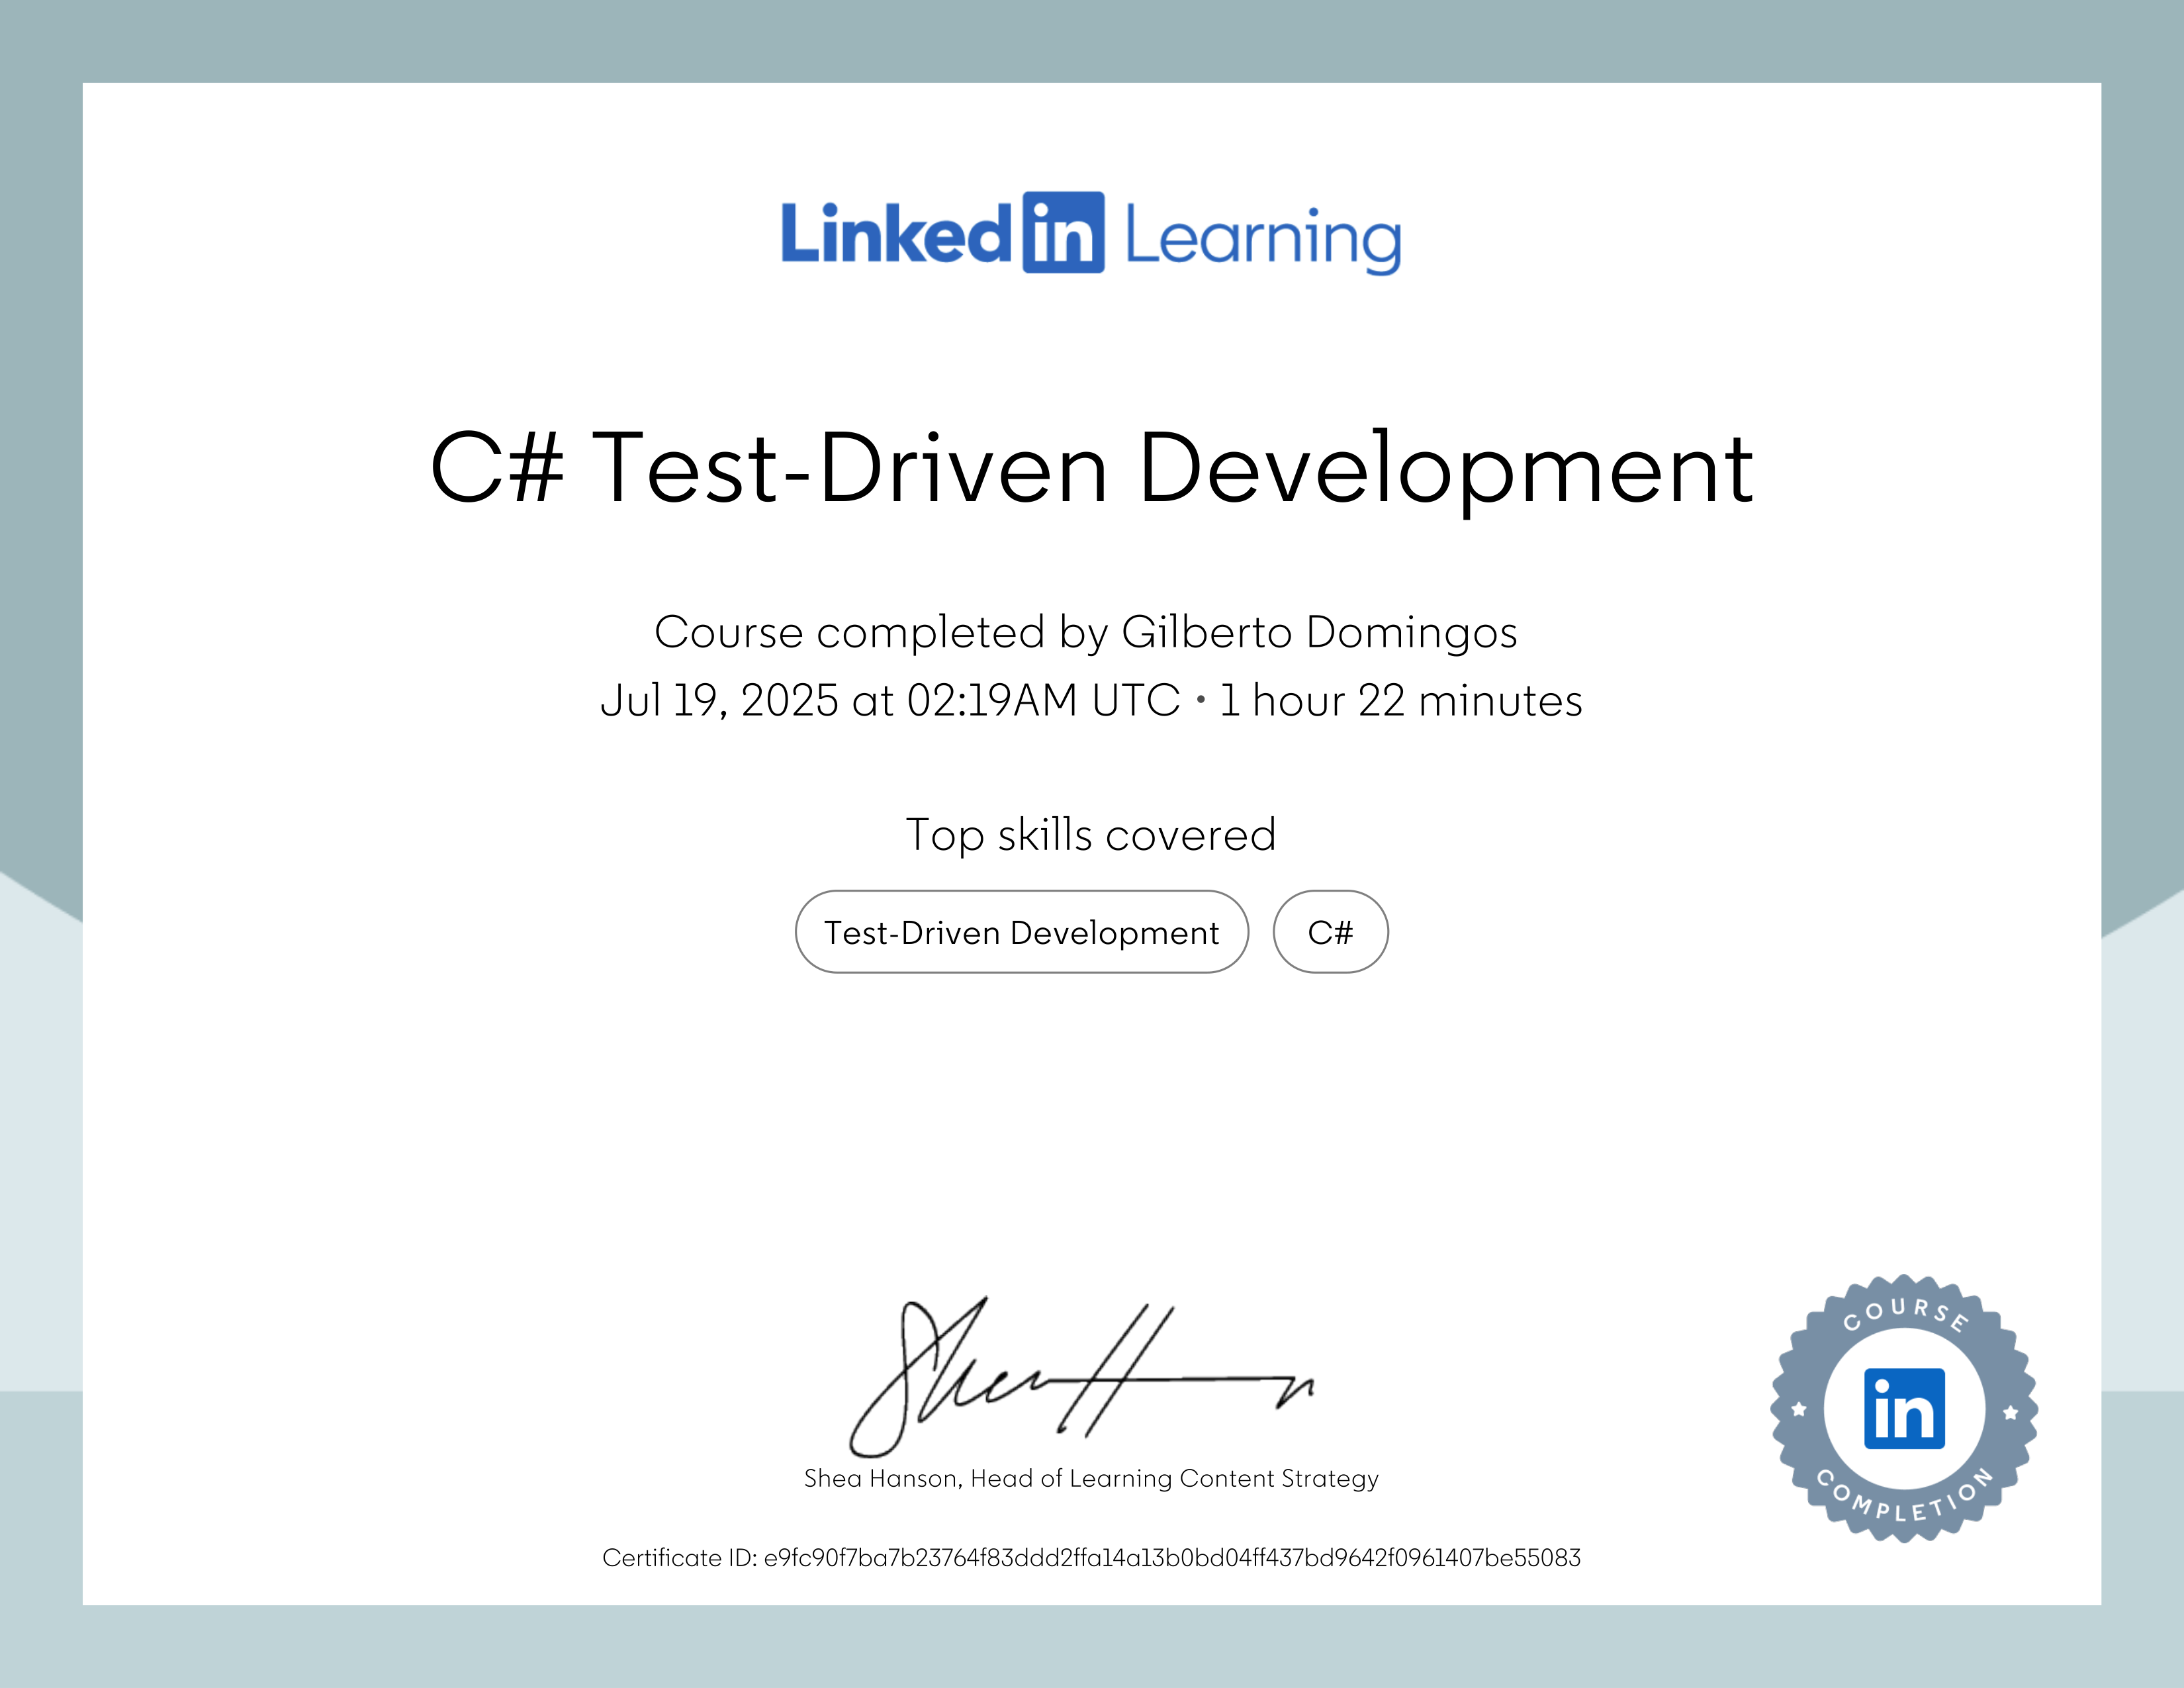 Linked in Learning
C# Test-Driven Development
Course completed by Gilberto Domingos
Jul 19, 2025 at 02:19AM UTC • 1 hour 22 minutes
Top skills covered
Test-Driven Development C#
Shea Hanson, Head of Learning Content Strategy
Certificate ID: e9fc90f7ba7b23764f83ddd2ffa14a13b0bd04ff437bd9642f0961407be55083
COURSE
in
COMPLETION